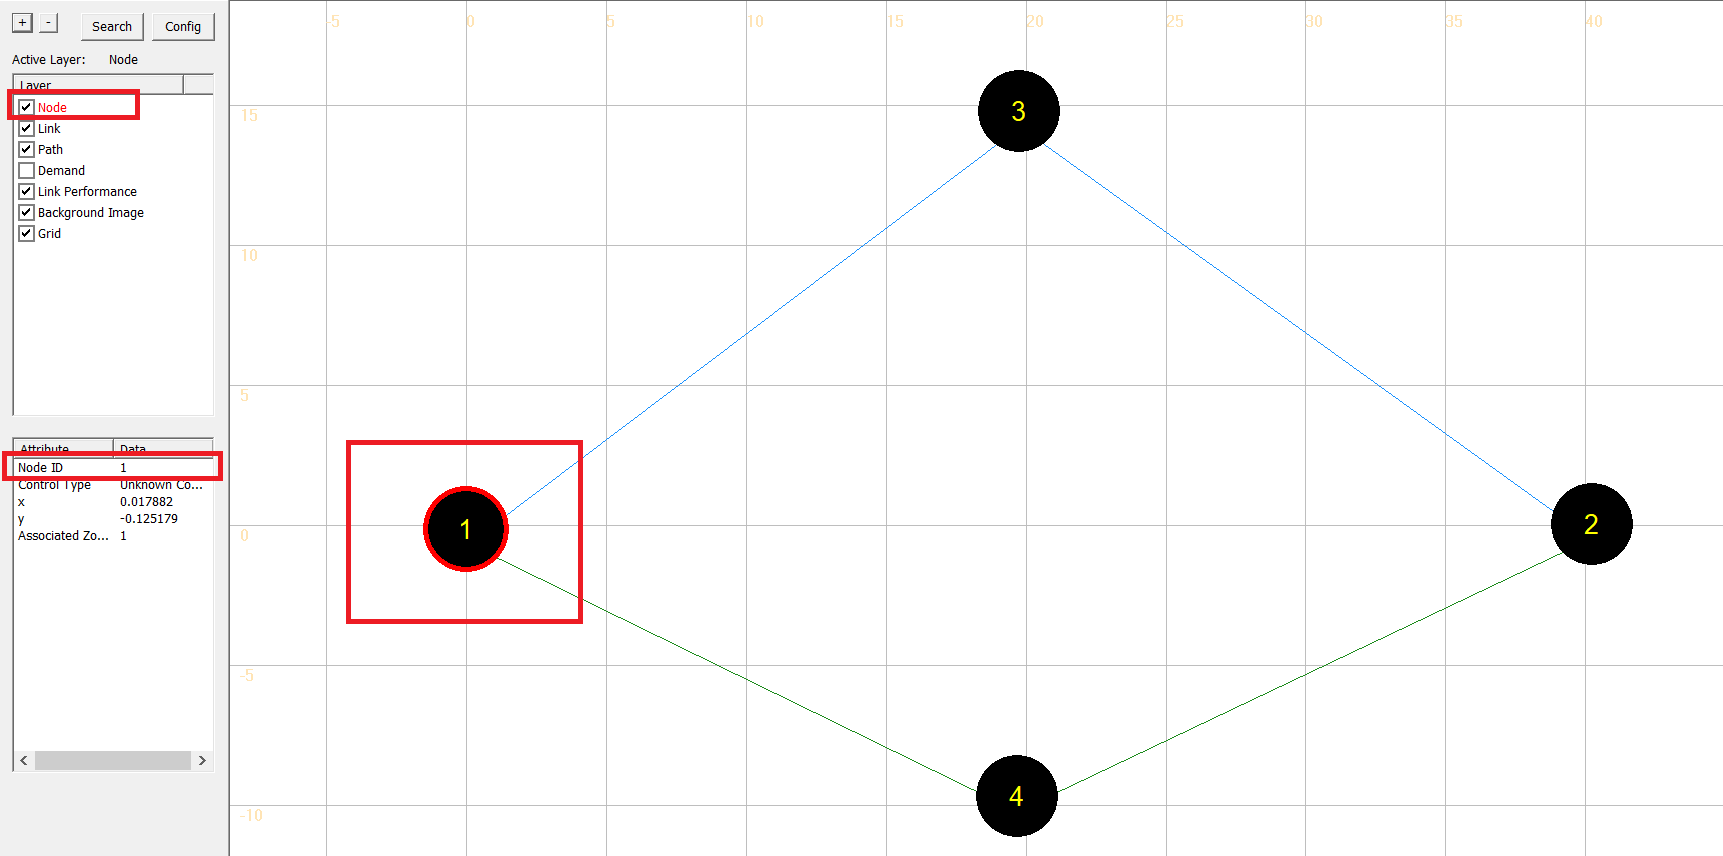 + - Search Config
Active Layer: Node
Layer
Node
Link
Path
Demand
Link Performance
Background Image
Grid
Attribute Data
Node ID 1
Control Type Unknown Co...
x 0.017882
y -0.125179
Associated Zo... 1
-5 0 5 10 15 20 25 30 35 40
15
10
5
0
-5
-10
3
1
2
4